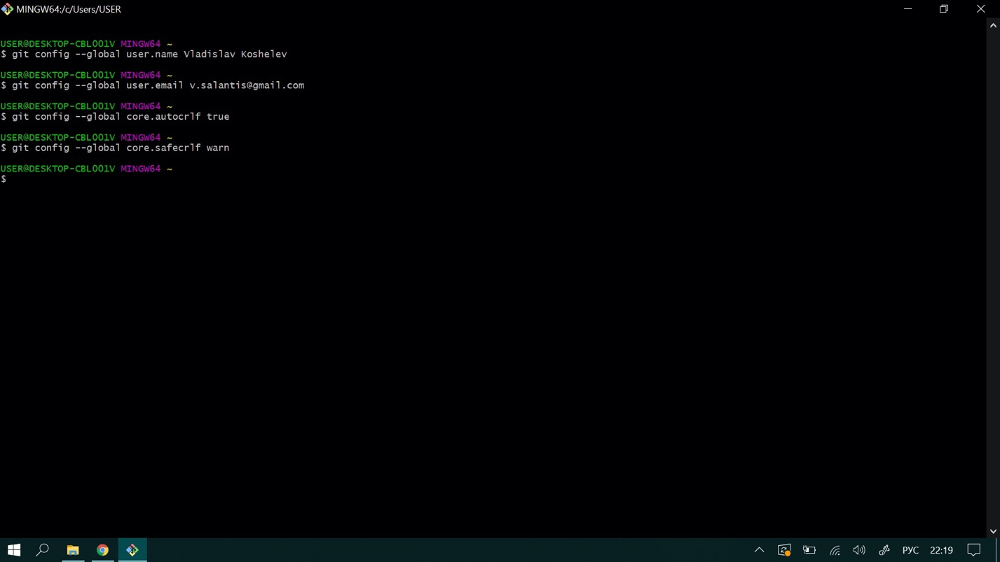 MINGW64:/c/Users/USER
USER@DESKTOP-CBL001V MINGW64 ~
$ git config --global user.name Vladislav Koshelev
USER@DESKTOP-CBL001V MINGW64 ~
$ git config --global user.email v.salantis@gmail.com
USER@DESKTOP-CBL001V MINGW64 ~
$ git config --global core.autocrlf true
USER@DESKTOP-CBL001V MINGW64 ~
$ git config --global core.safecrlf warn
USER@DESKTOP-CBL001V MINGW64 ~
$
РУС 22:19